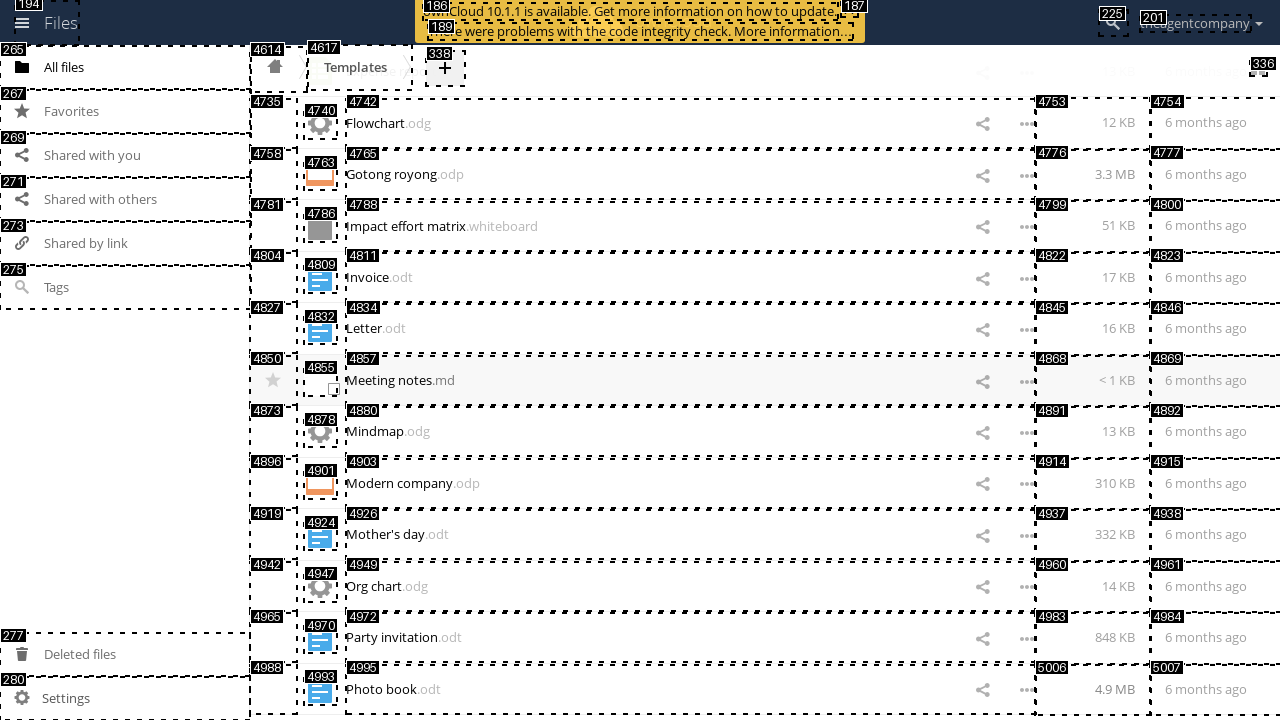 194
Files
186
ownCloud 10.1.1 is available. Get more information on how to update.
187
189
There were problems with the code integrity check. More information…
225
201
theagentcompany
265
All files
267
Favorites
269
Shared with you
271
Shared with others
273
Shared by link
275
Tags
277
Deleted files
280
Settings
4614
4617
Templates
338
+
336
4735
4740
4742
Flowchart.odg
4753
12 KB
4754
6 months ago
4758
4763
4765
Gotong royong.odp
4776
3.3 MB
4777
6 months ago
4781
4786
4788
Impact effort matrix.whiteboard
4799
51 KB
4800
6 months ago
4804
4809
4811
Invoice.odt
4822
17 KB
4823
6 months ago
4827
4832
4834
Letter.odt
4845
16 KB
4846
6 months ago
4850
4855
4857
Meeting notes.md
4868
< 1 KB
4869
6 months ago
4873
4878
4880
Mindmap.odg
4891
13 KB
4892
6 months ago
4896
4901
4903
Modern company.odp
4914
310 KB
4915
6 months ago
4919
4924
4926
Mother's day.odt
4937
332 KB
4938
6 months ago
4942
4947
4949
Org chart.odg
4960
14 KB
4961
6 months ago
4965
4970
4972
Party invitation.odt
4983
848 KB
4984
6 months ago
4988
4993
4995
Photo book.odt
5006
4.9 MB
5007
6 months ago